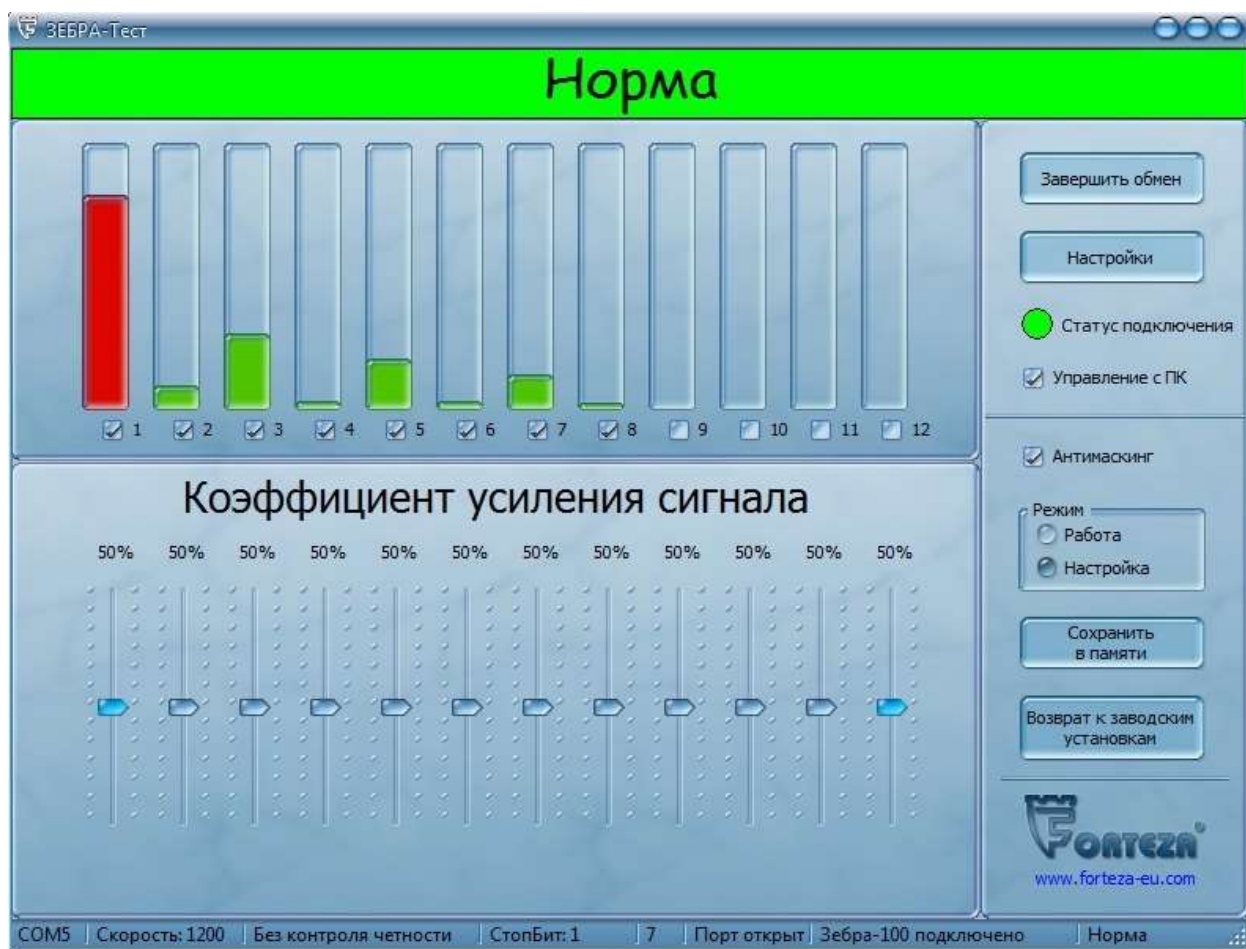 ЗЕБРА-Тест
Норма
1 2 3 4 5 6 7 8 9 10 11 12
Завершить обмен
Настройки
Статус подключения
Управление с ПК
Коэффициент усиления сигнала
50% 50% 50% 50% 50% 50% 50% 50% 50% 50% 50% 50%
Антимаскинг
Режим
Работа
Настройка
Сохранить
в памяти
Возврат к заводским
установкам
FORTEZA®
www.forteza-eu.com
COM5 Скорость: 1200 Без контроля четности СтопБит: 1 7 Порт открыт Зебра-100 подключено Норма